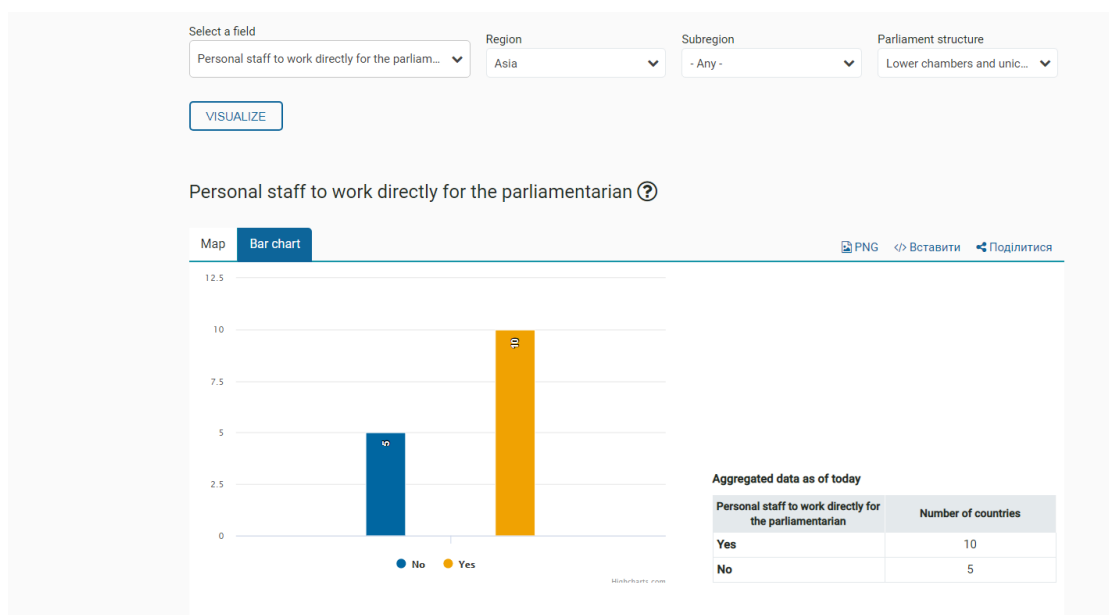 Select a field
Region
Subregion
Parliament structure
Personal staff to work directly for the parliam...
Asia
- Any -
Lower chambers and unic...
VISUALIZE
Personal staff to work directly for the parliamentarian ?
Map
Bar chart
PNG
</> Вставити
Поділитися
12.5
10
7.5
5
2.5
0
5
10
No
Yes
Highcharts.com
Aggregated data as of today
Personal staff to work directly for
the parliamentarian
Number of countries
Yes
10
No
5